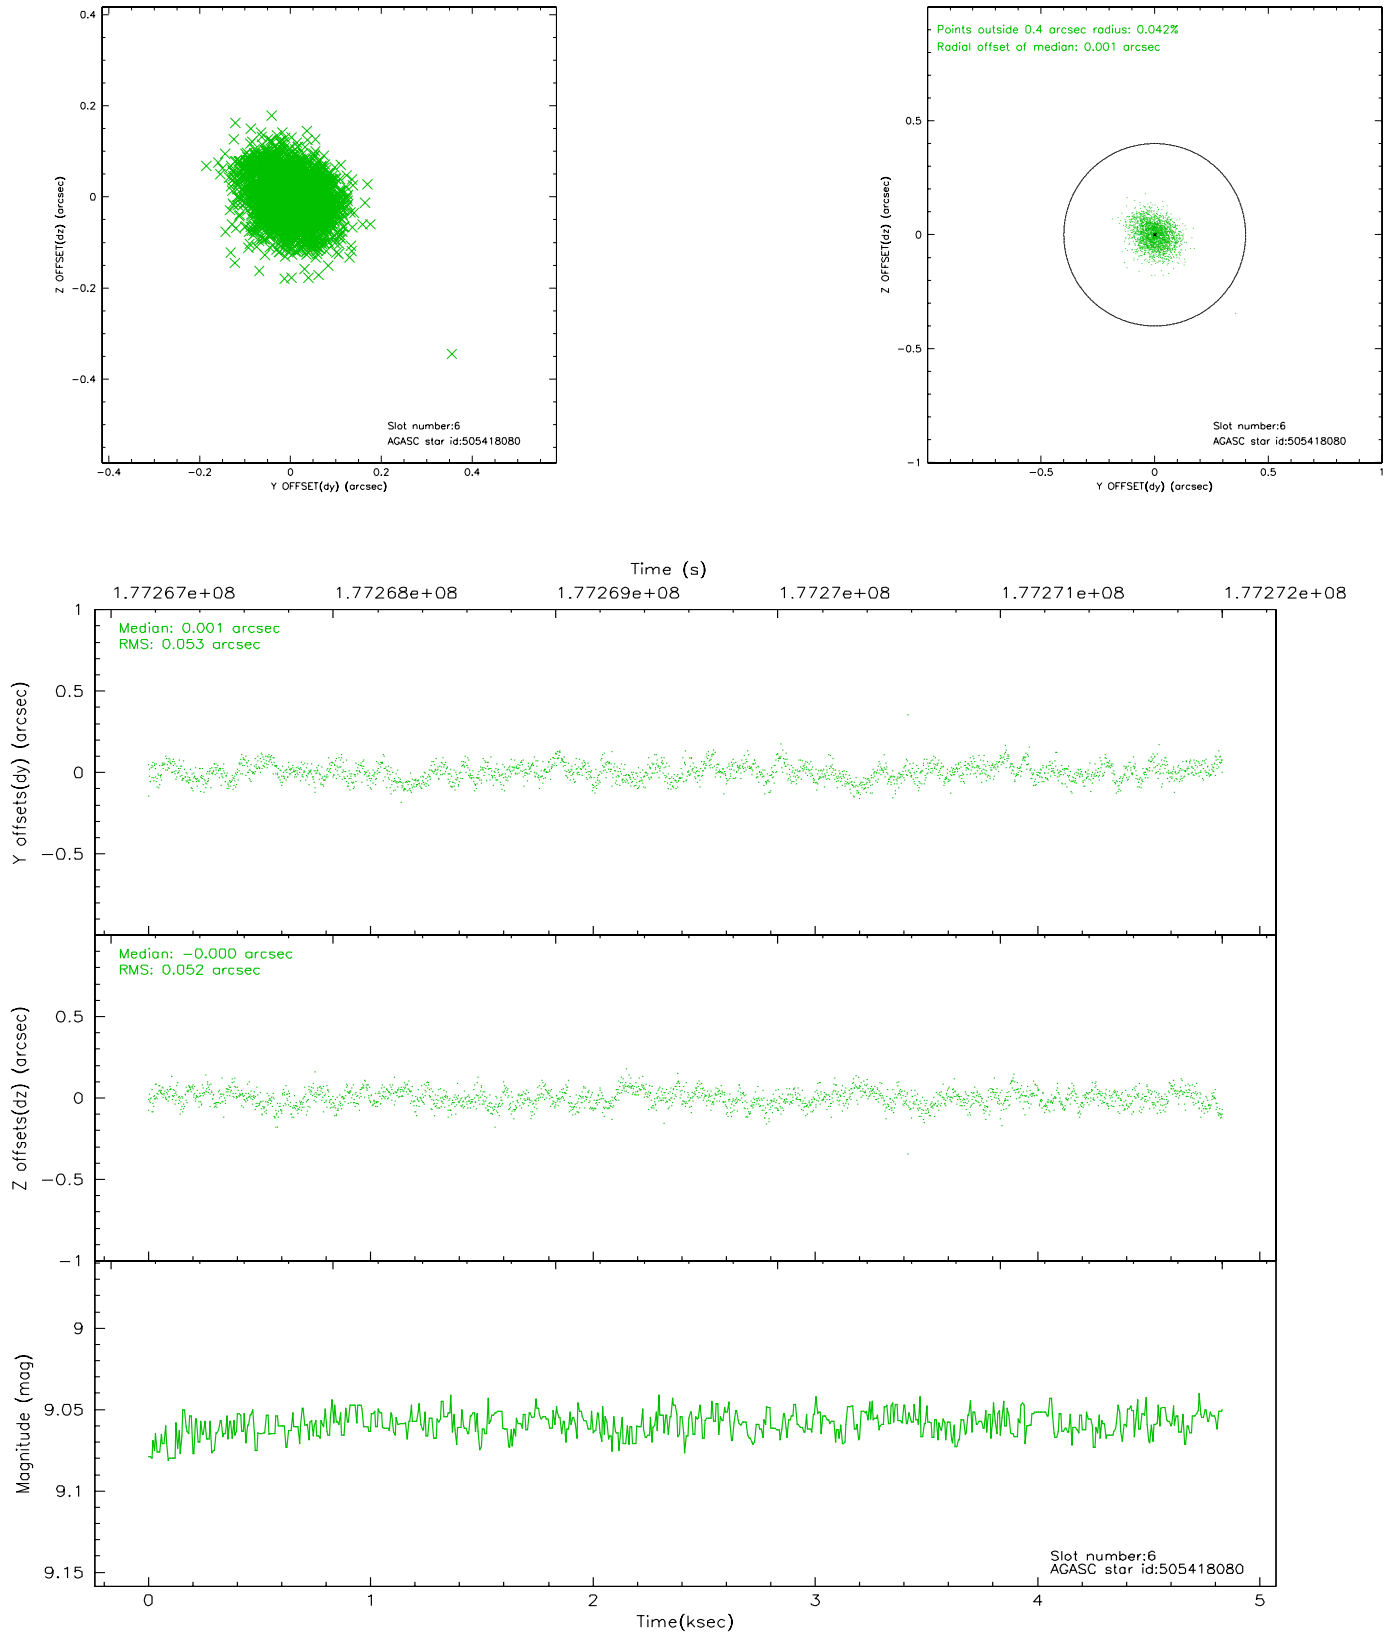 0.4
0.2
0
−0.2
−0.4
Z OFFSET(dz) (arcsec)
Slot number:6
AGASC star id:505418080
−0.4
−0.2
0
0.2
0.4
Y OFFSET(dy) (arcsec)
Points outside 0.4 arcsec radius: 0.042%
Radial offset of median: 0.001 arcsec
0.5
0
−0.5
−1
Z OFFSET(dz) (arcsec)
Slot number:6
AGASC star id:505418080
−0.5
0
0.5
1
Y OFFSET(dy) (arcsec)
Time (s)
1.77267e+08
1.77268e+08
1.77269e+08
1.7727e+08
1.77271e+08
1.77272e+08
Median: 0.001 arcsec
RMS: 0.053 arcsec
1
0.5
0
−0.5
Y offsets(dy) (arcsec)
Median: −0.000 arcsec
RMS: 0.052 arcsec
0.5
0
−0.5
−1
Z offsets(dz) (arcsec)
9
9.05
9.1
9.15
Magnitude (mag)
Slot number:6
AGASC star id:505418080
0
1
2
3
4
5
Time(ksec)